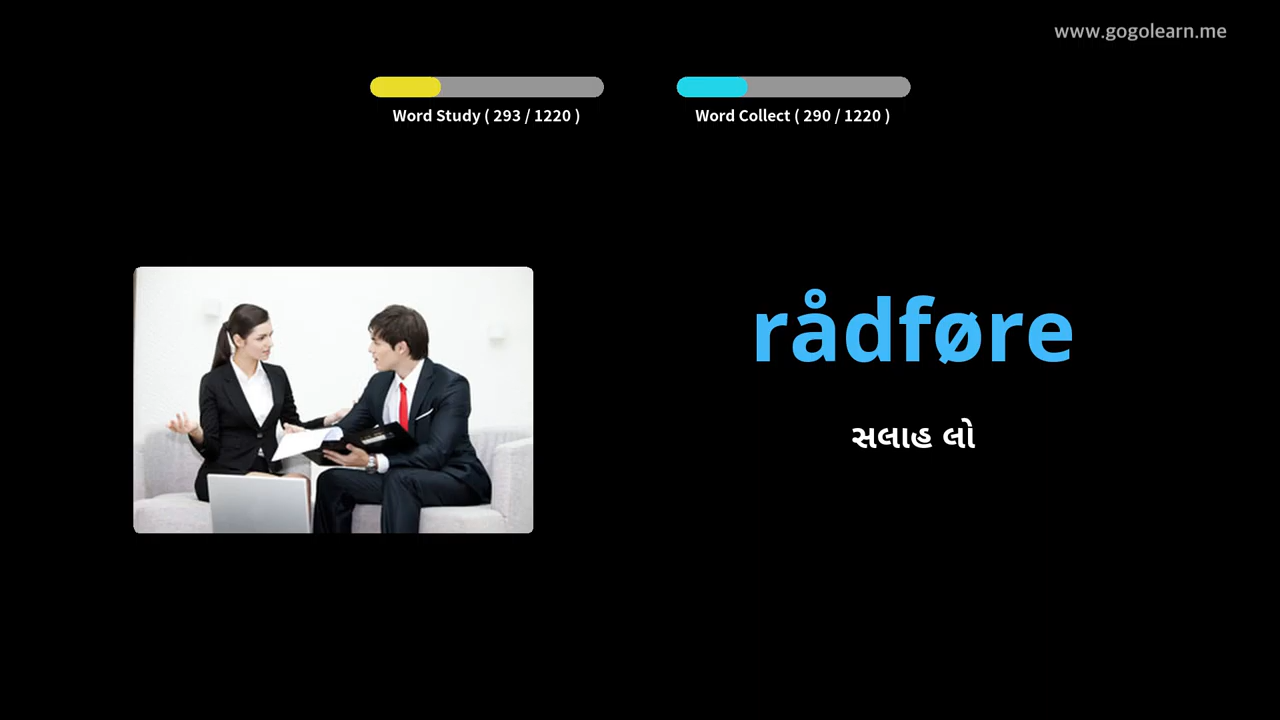 www.gogolearn.me
Word Study ( 293 / 1220 )
Word Collect ( 290 / 1220 )
rådføre
સલાહ લો